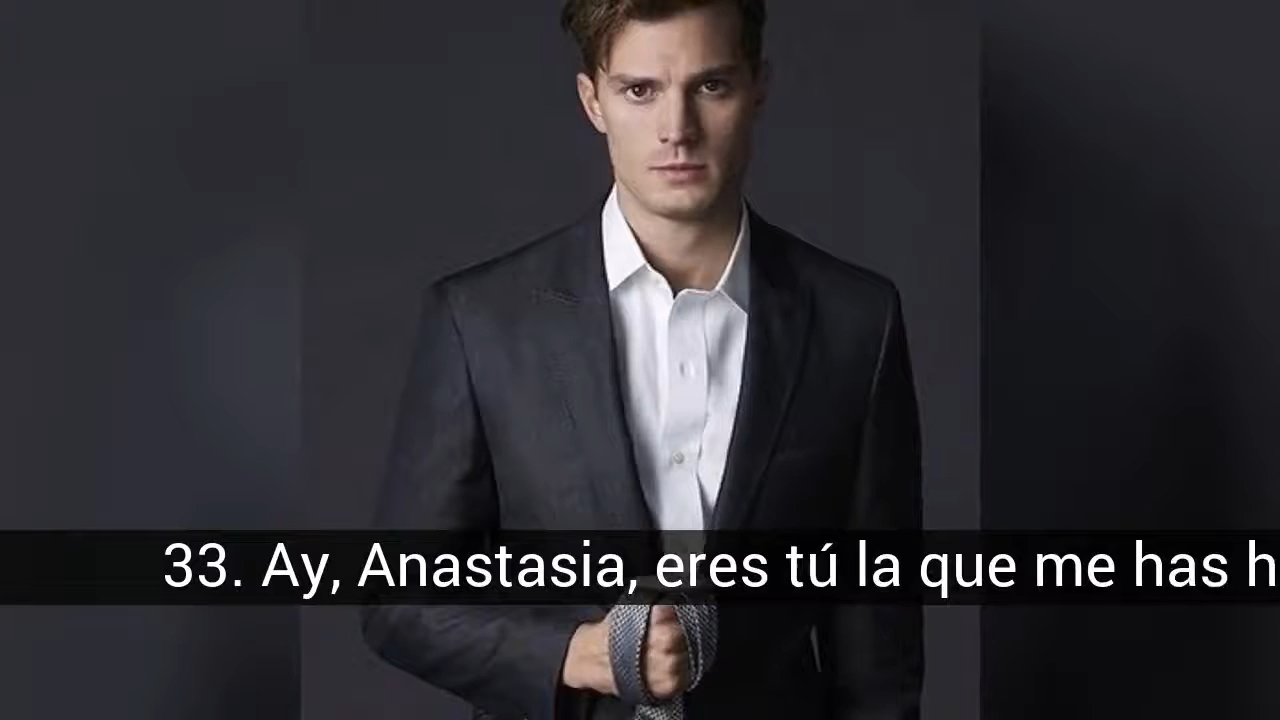 33. Ay, Anastasia, eres tú la que me has